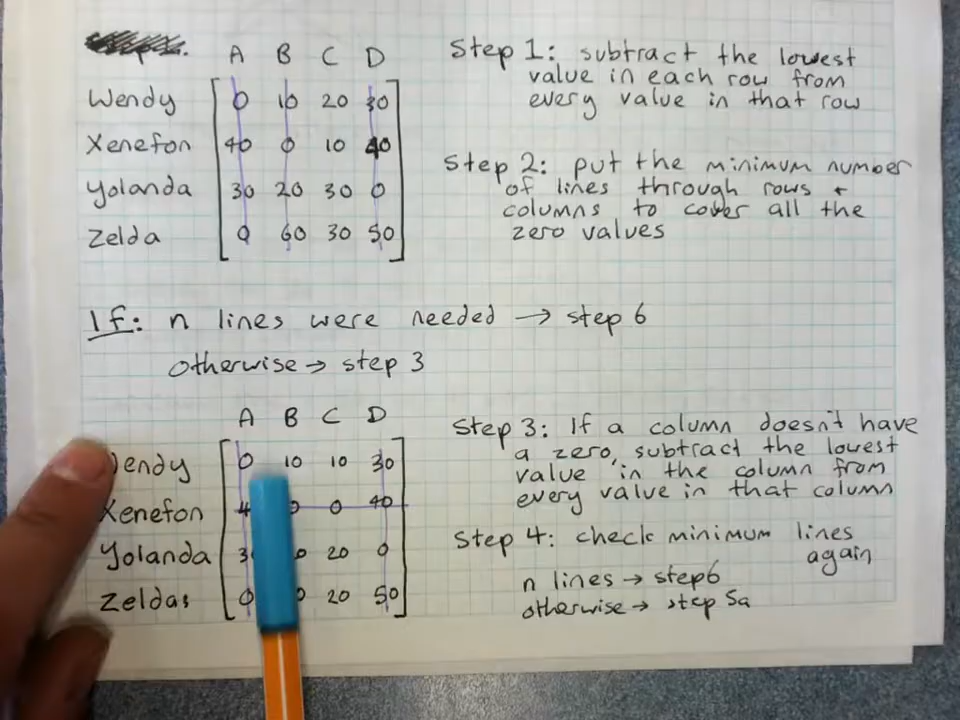 A B C D
Wendy 0 10 20 30
Xenefon 40 0 10 40
Yolanda 30 20 30 0
Zelda 0 60 30 50
Step 1: subtract the lowest
value in each row from
every value in that row
Step 2: put the minimum number
of lines through rows +
columns to cover all the
zero values
If: n lines were needed → step 6
otherwise → step 3
A B C D
endy 0 10 10 30
Xenefon 0 40
Yolanda 20 0
Zeldas 0 20 50
Step 3: If a column doesn't have
a zero, subtract the lowest
value in the column from
every value in that column
Step 4: check minimum lines
again
n lines → step 6
otherwise → step 5a